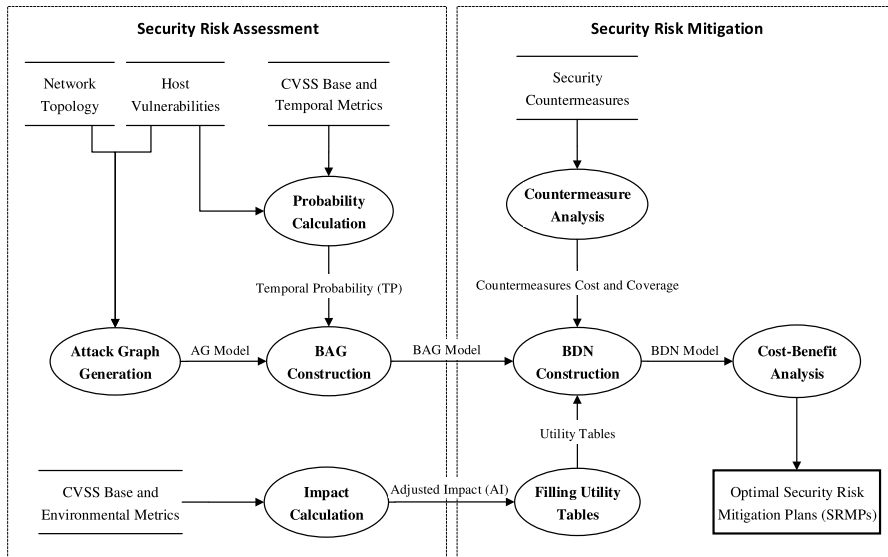 Security Risk Assessment
Security Risk Mitigation
Network
Topology
Host
Vulnerabilities
CVSS Base and
Temporal Metrics
Security
Countermeasures
Probability
Calculation
Countermeasure
Analysis
Temporal Probability (TP)
Countermeasures Cost and Coverage
Attack Graph
Generation
AG Model
BAG
Construction
BAG Model
BDN
Construction
BDN Model
Cost-Benefit
Analysis
Utility Tables
CVSS Base and
Environmental Metrics
Impact
Calculation
Adjusted Impact (AI)
Filling Utility
Tables
Optimal Security Risk
Mitigation Plans (SRMPs)